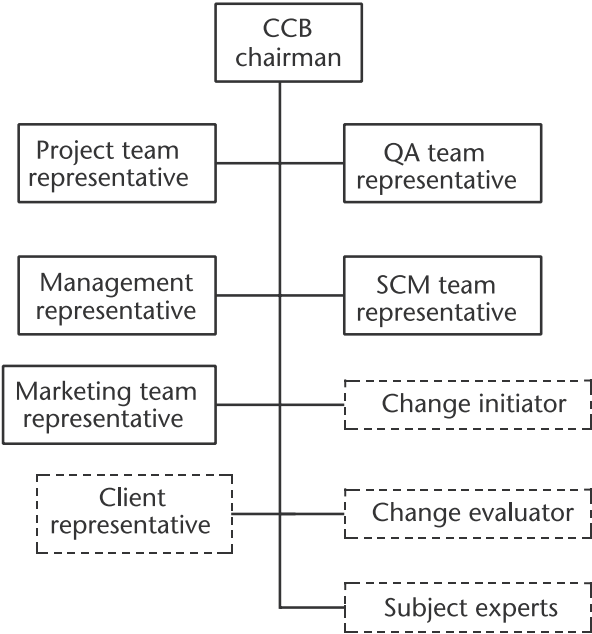 CCB
chairman
Project team
representative
QA team
representative
Management
representative
SCM team
representative
Marketing team
representative
Change initiator
Client
representative
Change evaluator
Subject experts